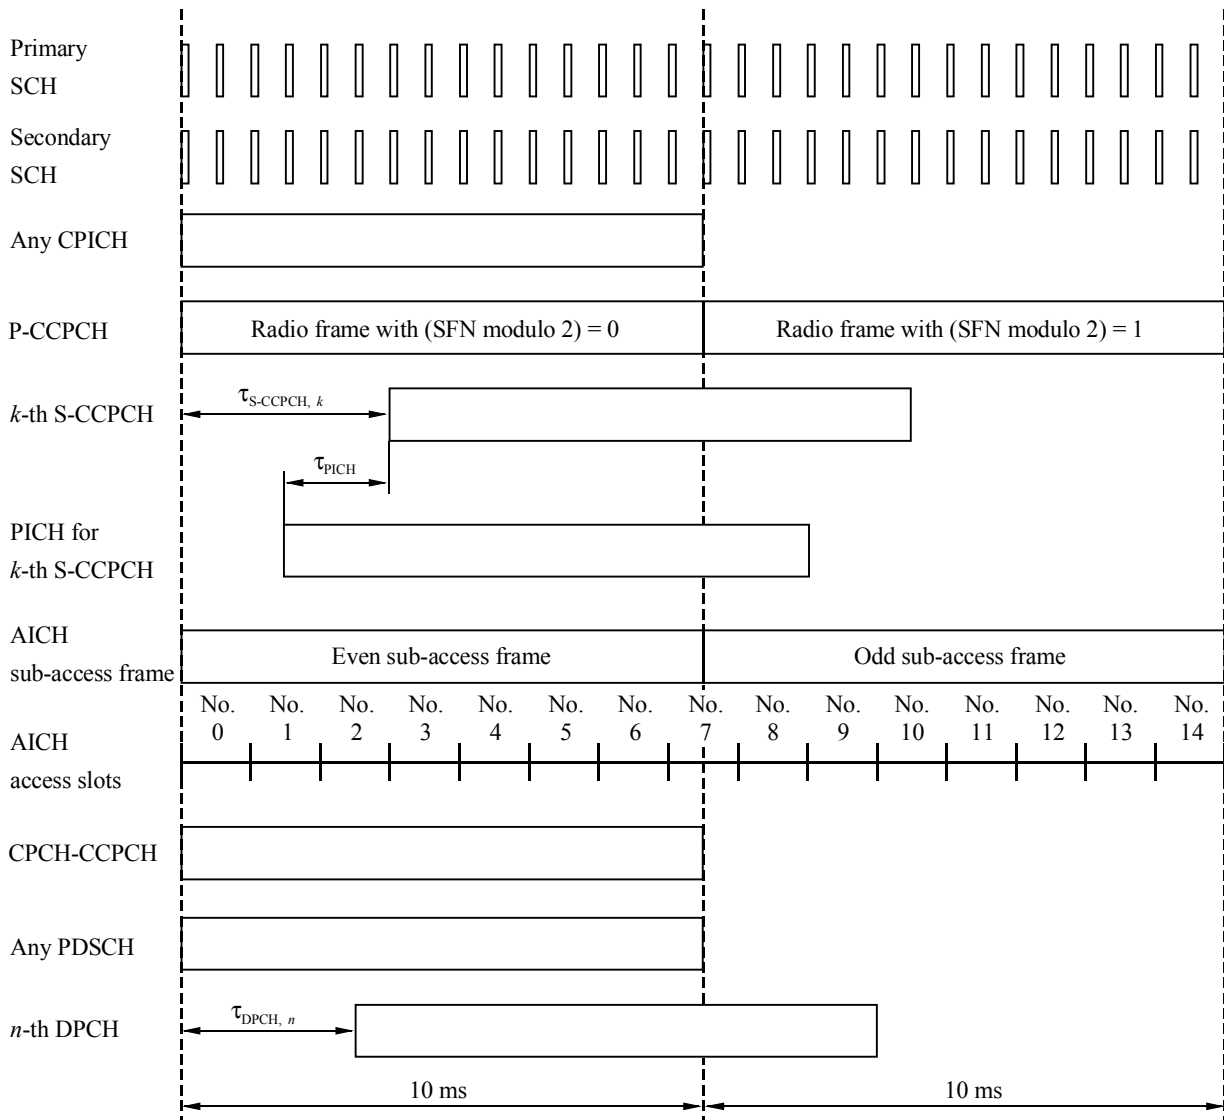 Primary
SCH
Secondary
SCH
Any CPICH
P-CCPCH
Radio frame with (SFN modulo 2) = 0
Radio frame with (SFN modulo 2) = 1
k-th S-CCPCH
τS-CCPCH, k
τPICH
PICH for
k-th S-CCPCH
AICH
sub-access frame
Even sub-access frame
Odd sub-access frame
No. No. No. No. No. No. No. No. No. No. No. No. No. No. No.
0 1 2 3 4 5 6 7 8 9 10 11 12 13 14
AICH
access slots
CPCH-CCPCH
Any PDSCH
n-th DPCH
τDPCH, n
10 ms
10 ms